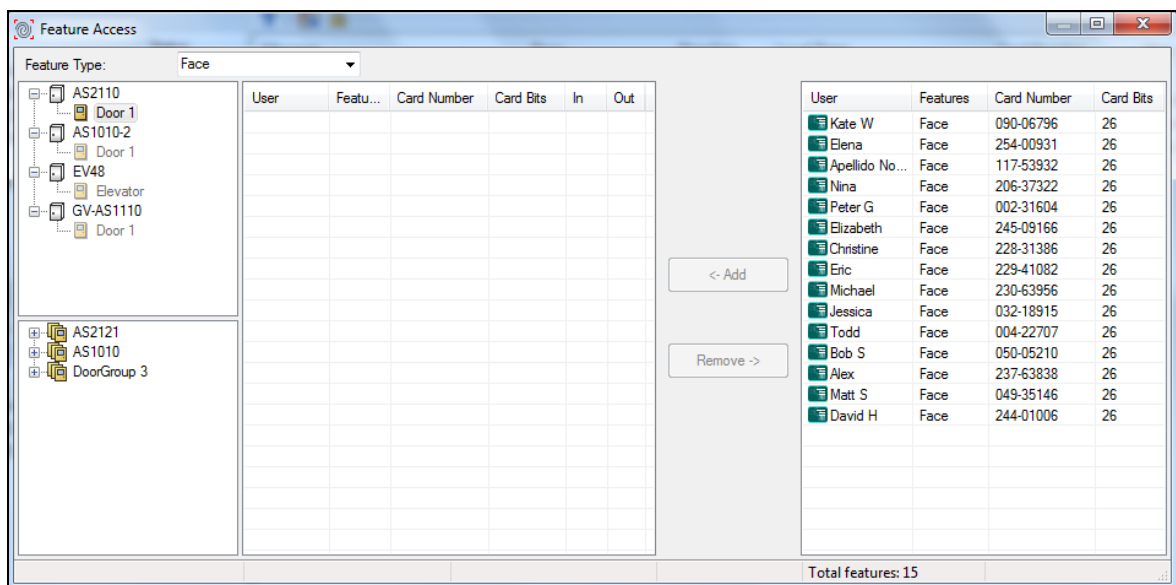 Feature Access
Feature Type: Face
AS2110
Door 1
AS1010-2
Door 1
EV48
Elevator
GV-AS1110
Door 1
AS2121
AS1010
DoorGroup 3
User Featu... Card Number Card Bits In Out
<- Add
Remove ->
User Features Card Number Card Bits
Kate W Face 090-06796 26
Elena Face 254-00931 26
Apellido No... Face 117-53932 26
Nina Face 206-37322 26
Peter G Face 002-31604 26
Elizabeth Face 245-09166 26
Christine Face 228-31386 26
Eric Face 229-41082 26
Michael Face 230-63956 26
Jessica Face 032-18915 26
Todd Face 004-22707 26
Bob S Face 050-05210 26
Alex Face 237-63838 26
Matt S Face 049-35146 26
David H Face 244-01006 26
Total features: 15